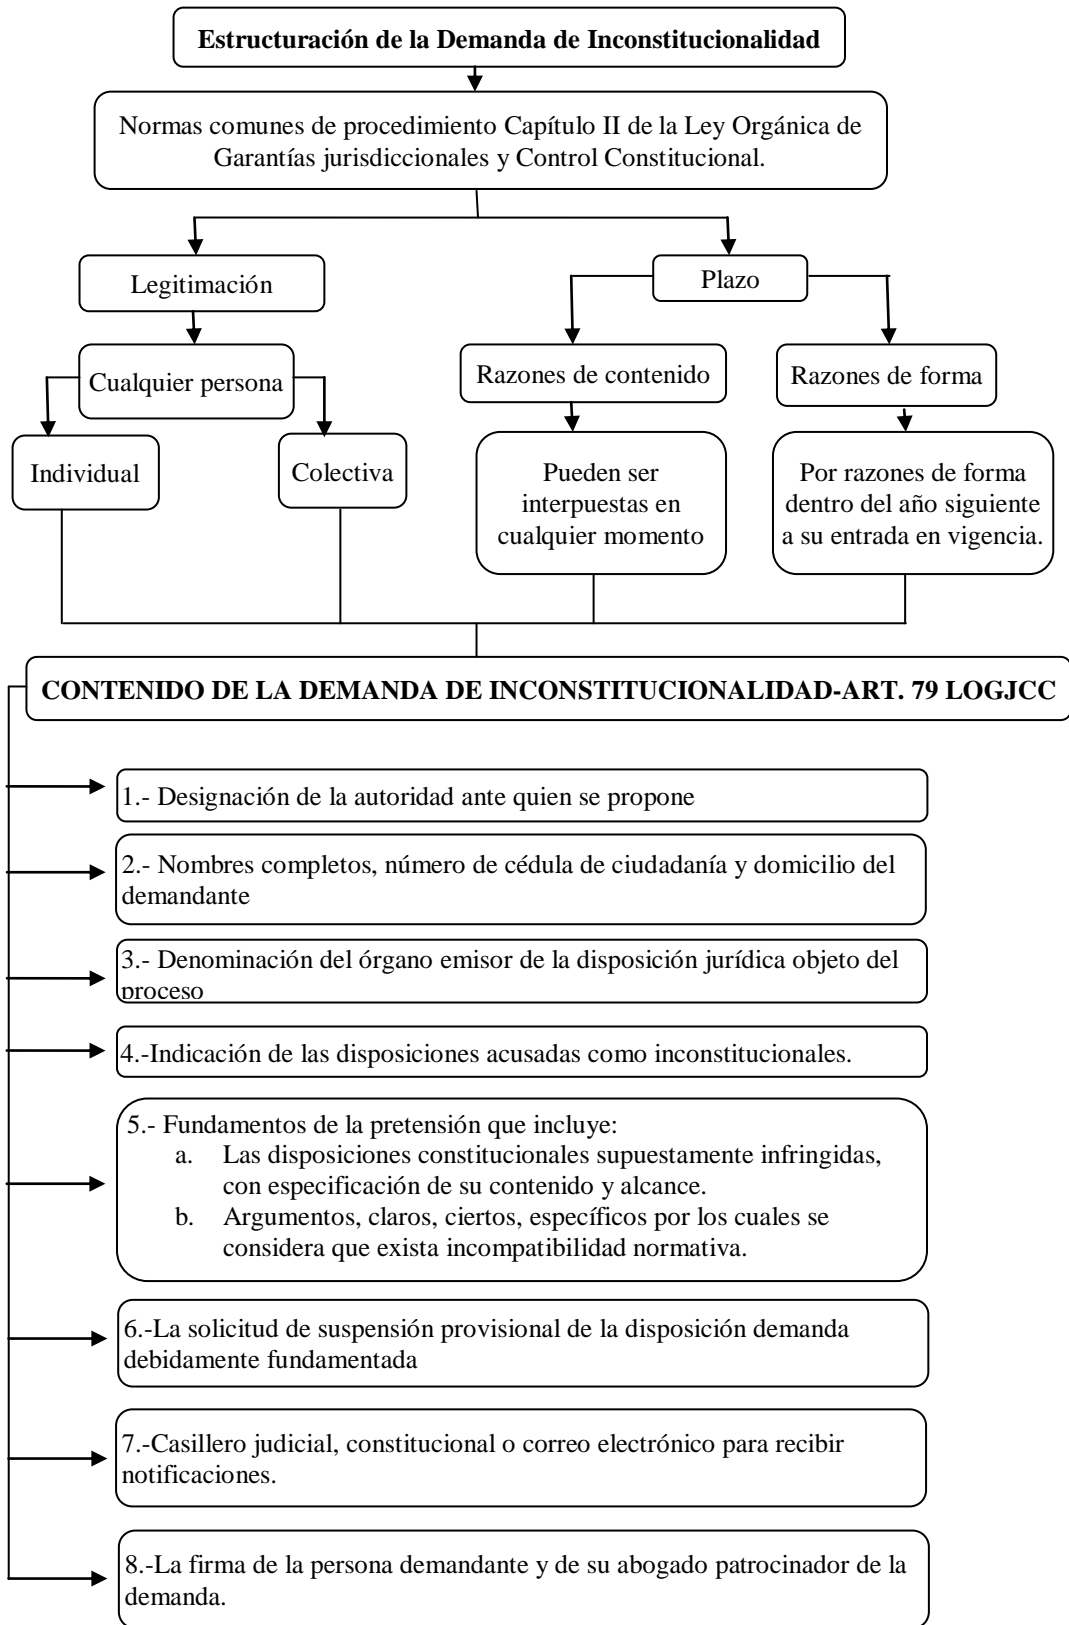 Estructuración de la Demanda de Inconstitucionalidad
Normas comunes de procedimiento Capítulo II de la Ley Orgánica de
Garantías jurisdiccionales y Control Constitucional.
Legitimación
Plazo
Cualquier persona
Razones de contenido
Razones de forma
Individual
Colectiva
Pueden ser
interpuestas en
cualquier momento
Por razones de forma
dentro del año siguiente
a su entrada en vigencia.
CONTENIDO DE LA DEMANDA DE INCONSTITUCIONALIDAD-ART. 79 LOGJCC
1.- Designación de la autoridad ante quien se propone
2.- Nombres completos, número de cédula de ciudadanía y domicilio del
demandante
3.- Denominación del órgano emisor de la disposición jurídica objeto del
proceso
4.-Indicación de las disposiciones acusadas como inconstitucionales.
5.- Fundamentos de la pretensión que incluye:
a. Las disposiciones constitucionales supuestamente infringidas,
con especificación de su contenido y alcance.
b. Argumentos, claros, ciertos, específicos por los cuales se
considera que exista incompatibilidad normativa.
6.-La solicitud de suspensión provisional de la disposición demanda
debidamente fundamentada
7.-Casillero judicial, constitucional o correo electrónico para recibir
notificaciones.
8.-La firma de la persona demandante y de su abogado patrocinador de la
demanda.